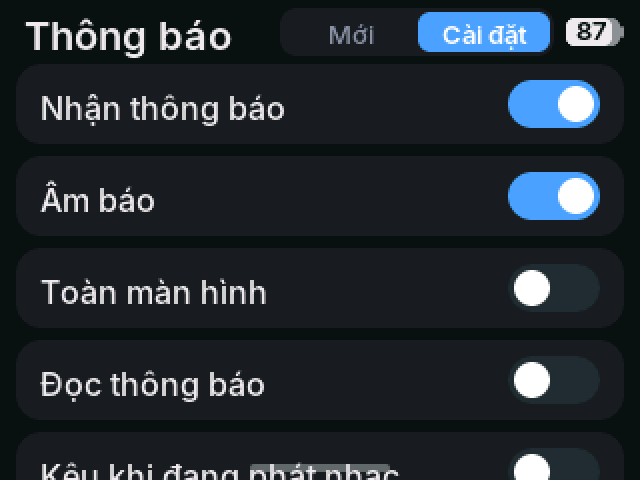 Thông báo
Mới
Cài đặt
87
Nhận thông báo
Âm báo
Toàn màn hình
Đọc thông báo
Kêu khi đang phát nhạc